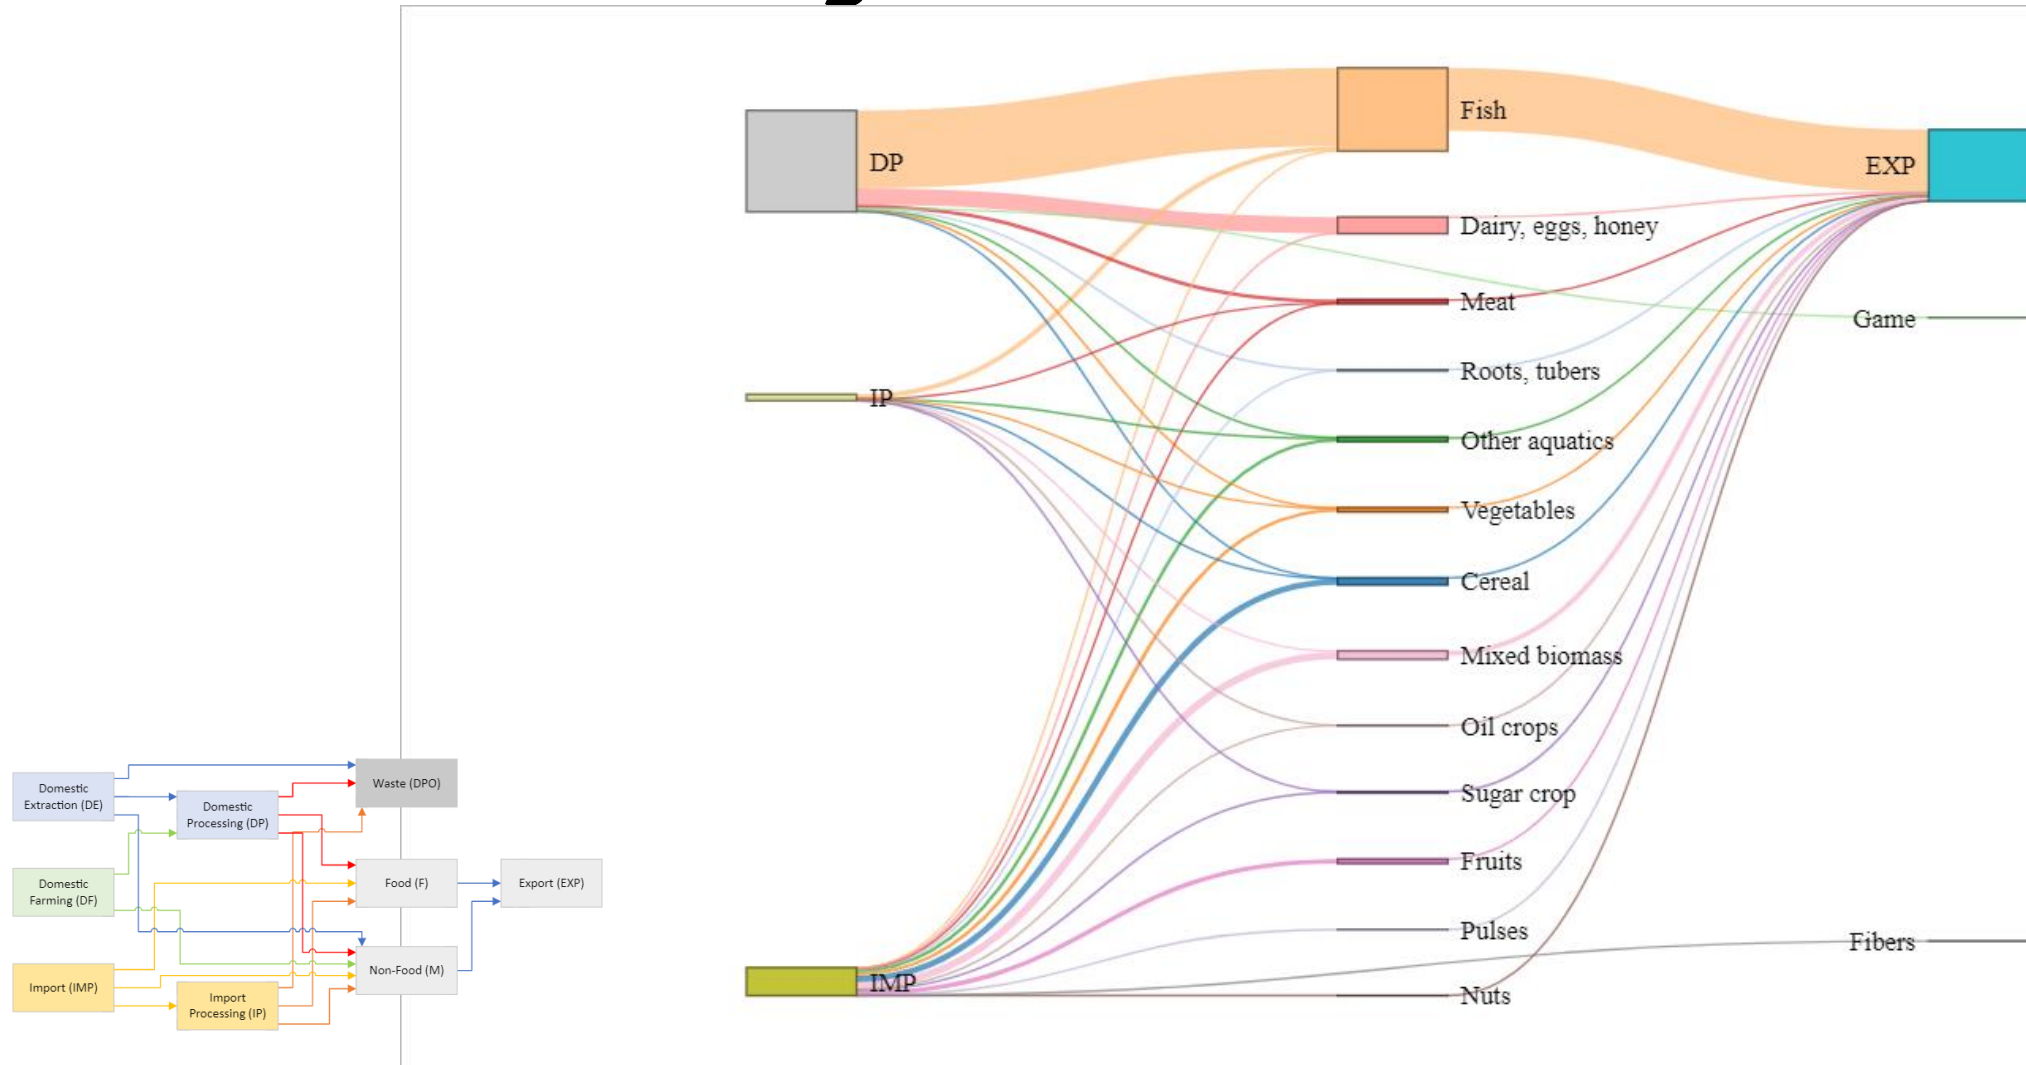 DP
Fish
EXP
Dairy, eggs, honey
Meat
Game
Roots, tubers
IP
Other aquatics
Vegetables
Cereal
Mixed biomass
Oil crops
Sugar crop
Fruits
Pulses
Fibers
IMP
Nuts
Domestic
Extraction (DE)
Domestic
Processing (DP)
Waste (DPO)
Domestic
Farming (DF)
Food (F)
Export (EXP)
Import (IMP)
Import
Processing (IP)
Non-Food (M)